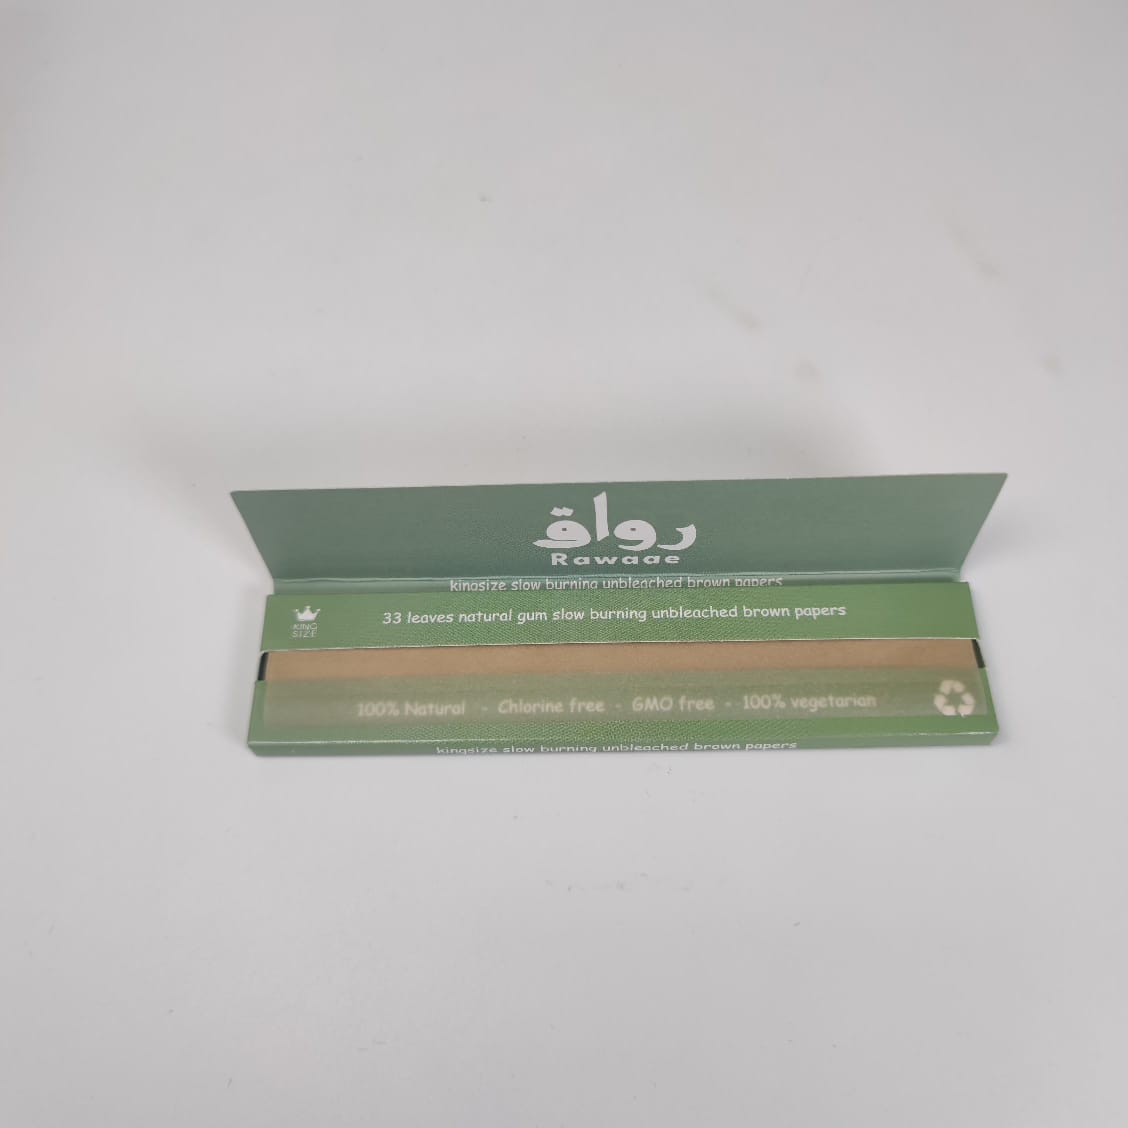 رواق
Rawaae
kingsize slow burning unbleached brown papers
KING
SIZE
33 leaves natural gum slow burning unbleached brown papers
100% Natural - Chlorine free - GMO free - 100% vegetarian
kingsize slow burning unbleached brown papers